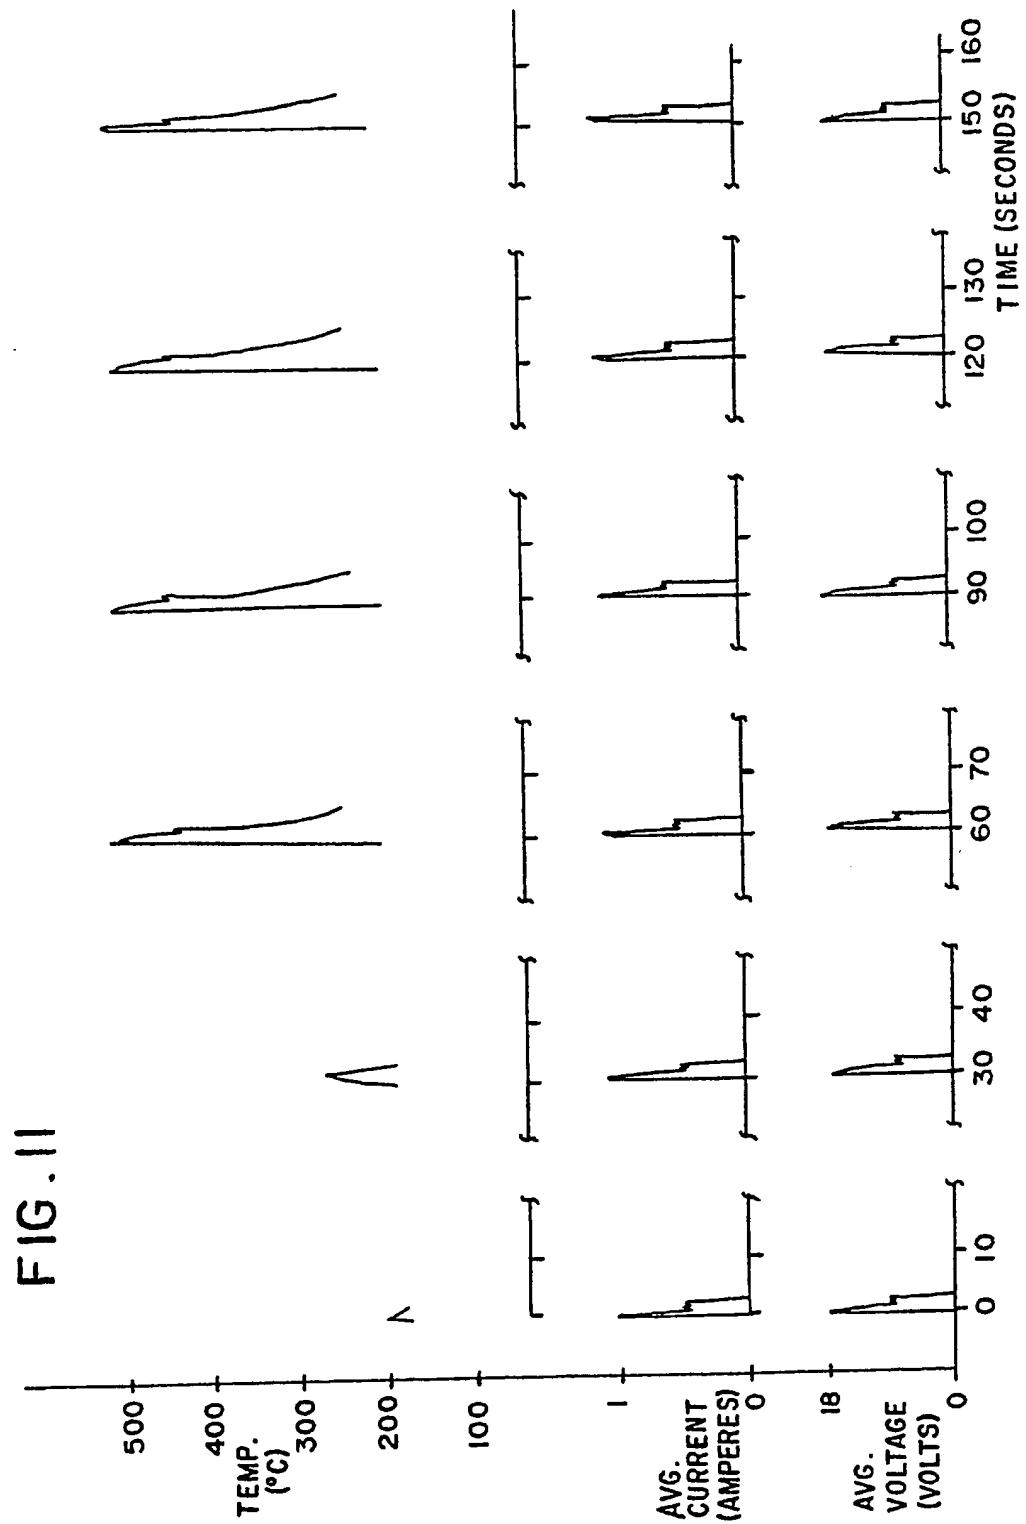 FIG.11
500
400
300
200
100
TEMP.
(°C)
1
0
AVG.
CURRENT
(AMPERES)
18
0
AVG.
VOLTAGE
(VOLTS)
0 10 30 40 60 70 90 100 120 130 150 160
TIME (SECONDS)